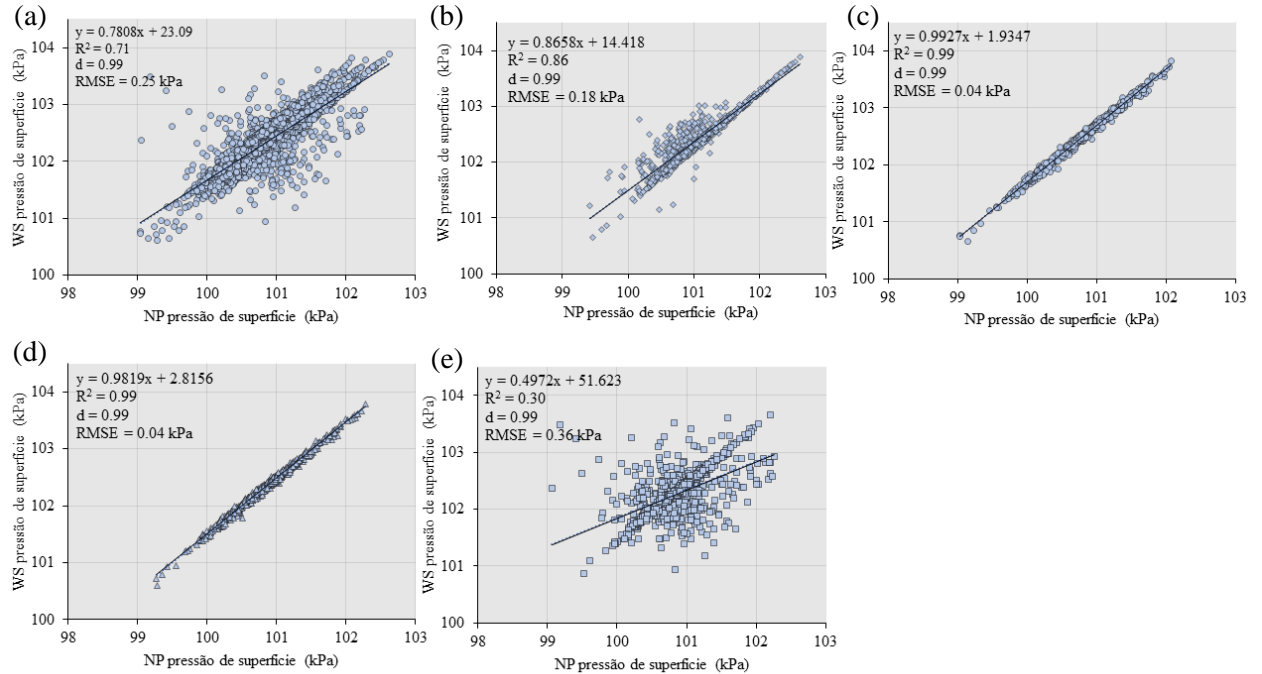 (a)
y = 0.7808x + 23.09
R² = 0.71
d = 0.99
RMSE = 0.25 kPa
WS pressão de superfície (kPa)
104
103
102
101
100
98 99 100 101 102 103
NP pressão de superfície (kPa)
(b)
y = 0.8658x + 14.418
R² = 0.86
d = 0.99
RMSE = 0.18 kPa
WS pressão de superfície (kPa)
104
103
102
101
100
98 99 100 101 102 103
NP pressão de superfície (kPa)
(c)
y = 0.9927x + 1.9347
R² = 0.99
d = 0.99
RMSE = 0.04 kPa
WS pressão de superfície (kPa)
104
103
102
101
100
98 99 100 101 102 103
NP pressão de superfície (kPa)
(d)
y = 0.9819x + 2.8156
R² = 0.99
d = 0.99
RMSE = 0.04 kPa
WS pressão de superfície (kPa)
104
103
102
101
100
98 99 100 101 102 103
NP pressão de superfície (kPa)
(e)
y = 0.4972x + 51.623
R² = 0.30
d = 0.99
RMSE = 0.36 kPa
WS pressão de superfície (kPa)
104
103
102
101
100
98 99 100 101 102 103
NP pressão de superfície (kPa)